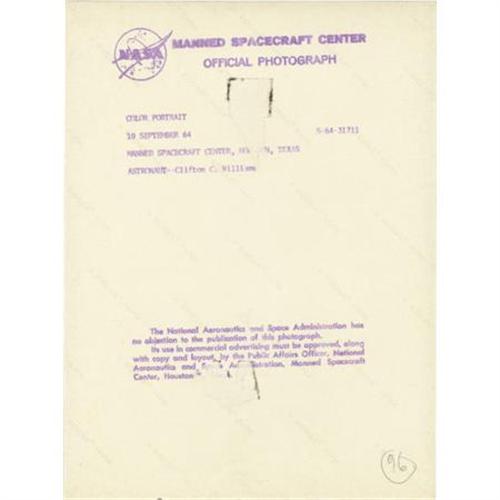 NASA
MANNED SPACECRAFT CENTER
OFFICIAL PHOTOGRAPH
COLOR PORTRAIT
10 SEPTEMBER 64 S-64-31711
MANNED SPACECRAFT CENTER, TEXAS
ASTRONAUT--Clifton C. Williams
The National Aeronautics and Space Administration has
no objection to the publication of this photograph.
Its use in commercial advertising must be approved, along
with copy and layout, by the Public Affairs Officer, National
Aeronautics and Space Administration, Manned Spacecraft
Center, Houston
96